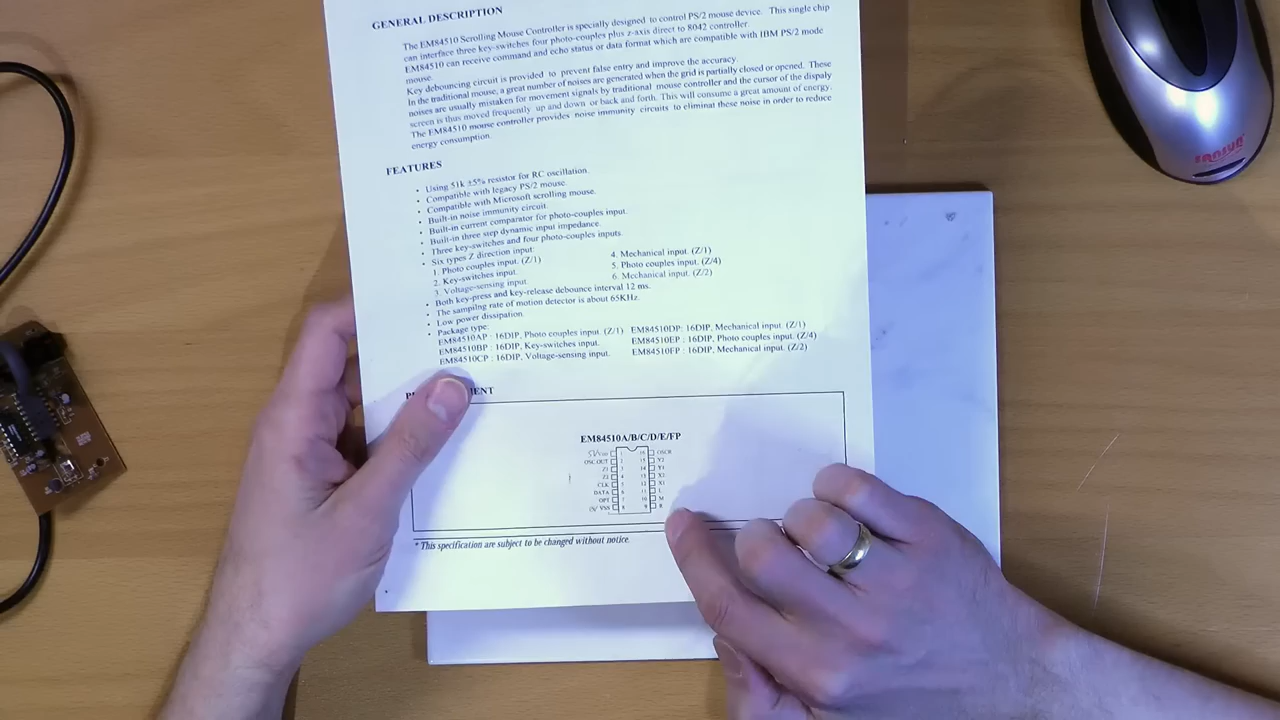 GENERAL DESCRIPTION
The EM84510 Scrolling Mouse Controller is specially designed to control PS/2 mouse device. This single chip
can interface three key-switches four photo-couples plus z-axis direct to 8042 controller.
EM84510 can receive command and echo status or data format which are compatible with IBM PS/2 mode
mouse.
Key debouncing circuit is provided to prevent false entry and improve the accuracy.
In the traditional mouse, a great number of noises are generated when the grid is partially closed or opened. These
noises are usually mistaken for movement signals by traditional mouse controller and the cursor of the dispaly
screen is thus moved frequently up and down or back and forth. This will consume a great amount of energy.
The EM84510 mouse controller provides noise immunity circuits to eliminat these noise in order to reduce
energy consumption.
FEATURES
• Using 51k ±5% resistor for RC oscillation.
• Compatible with legacy PS/2 mouse.
• Compatible with Microsoft scrolling mouse.
• Built-in noise immunity circuit.
• Built-in current comparator for photo-couples input.
• Built-in three step dynamic input impedance.
• Three key-switches and four photo-couples inputs.
• Six types Z direction input:
1. Photo couples input. (Z/1) 4. Mechanical input. (Z/1)
2. Key-switches input. 5. Photo couples input. (Z/4)
3. Voltage-sensing input. 6. Mechanical input. (Z/2)
• Both key-press and key-release debounce interval 12 ms.
• The sampilng rate of motion detector is about 65KHz.
• Low power dissipation.
• Package type:
EM84510AP : 16DIP, Photo couples input. (Z/1) EM84510DP: 16DIP, Mechanical input. (Z/1)
EM84510BP : 16DIP, Key-switches input. EM84510EP : 16DIP, Photo couples input. (Z/4)
EM84510CP : 16DIP, Voltage-sensing input. EM84510FP : 16DIP, Mechanical input. (Z/2)
EM84510A/B/C/D/E/FP
OSC.OUT
CLK
DATA
OPT
VSS
* This specification are subject to be changed without notice.